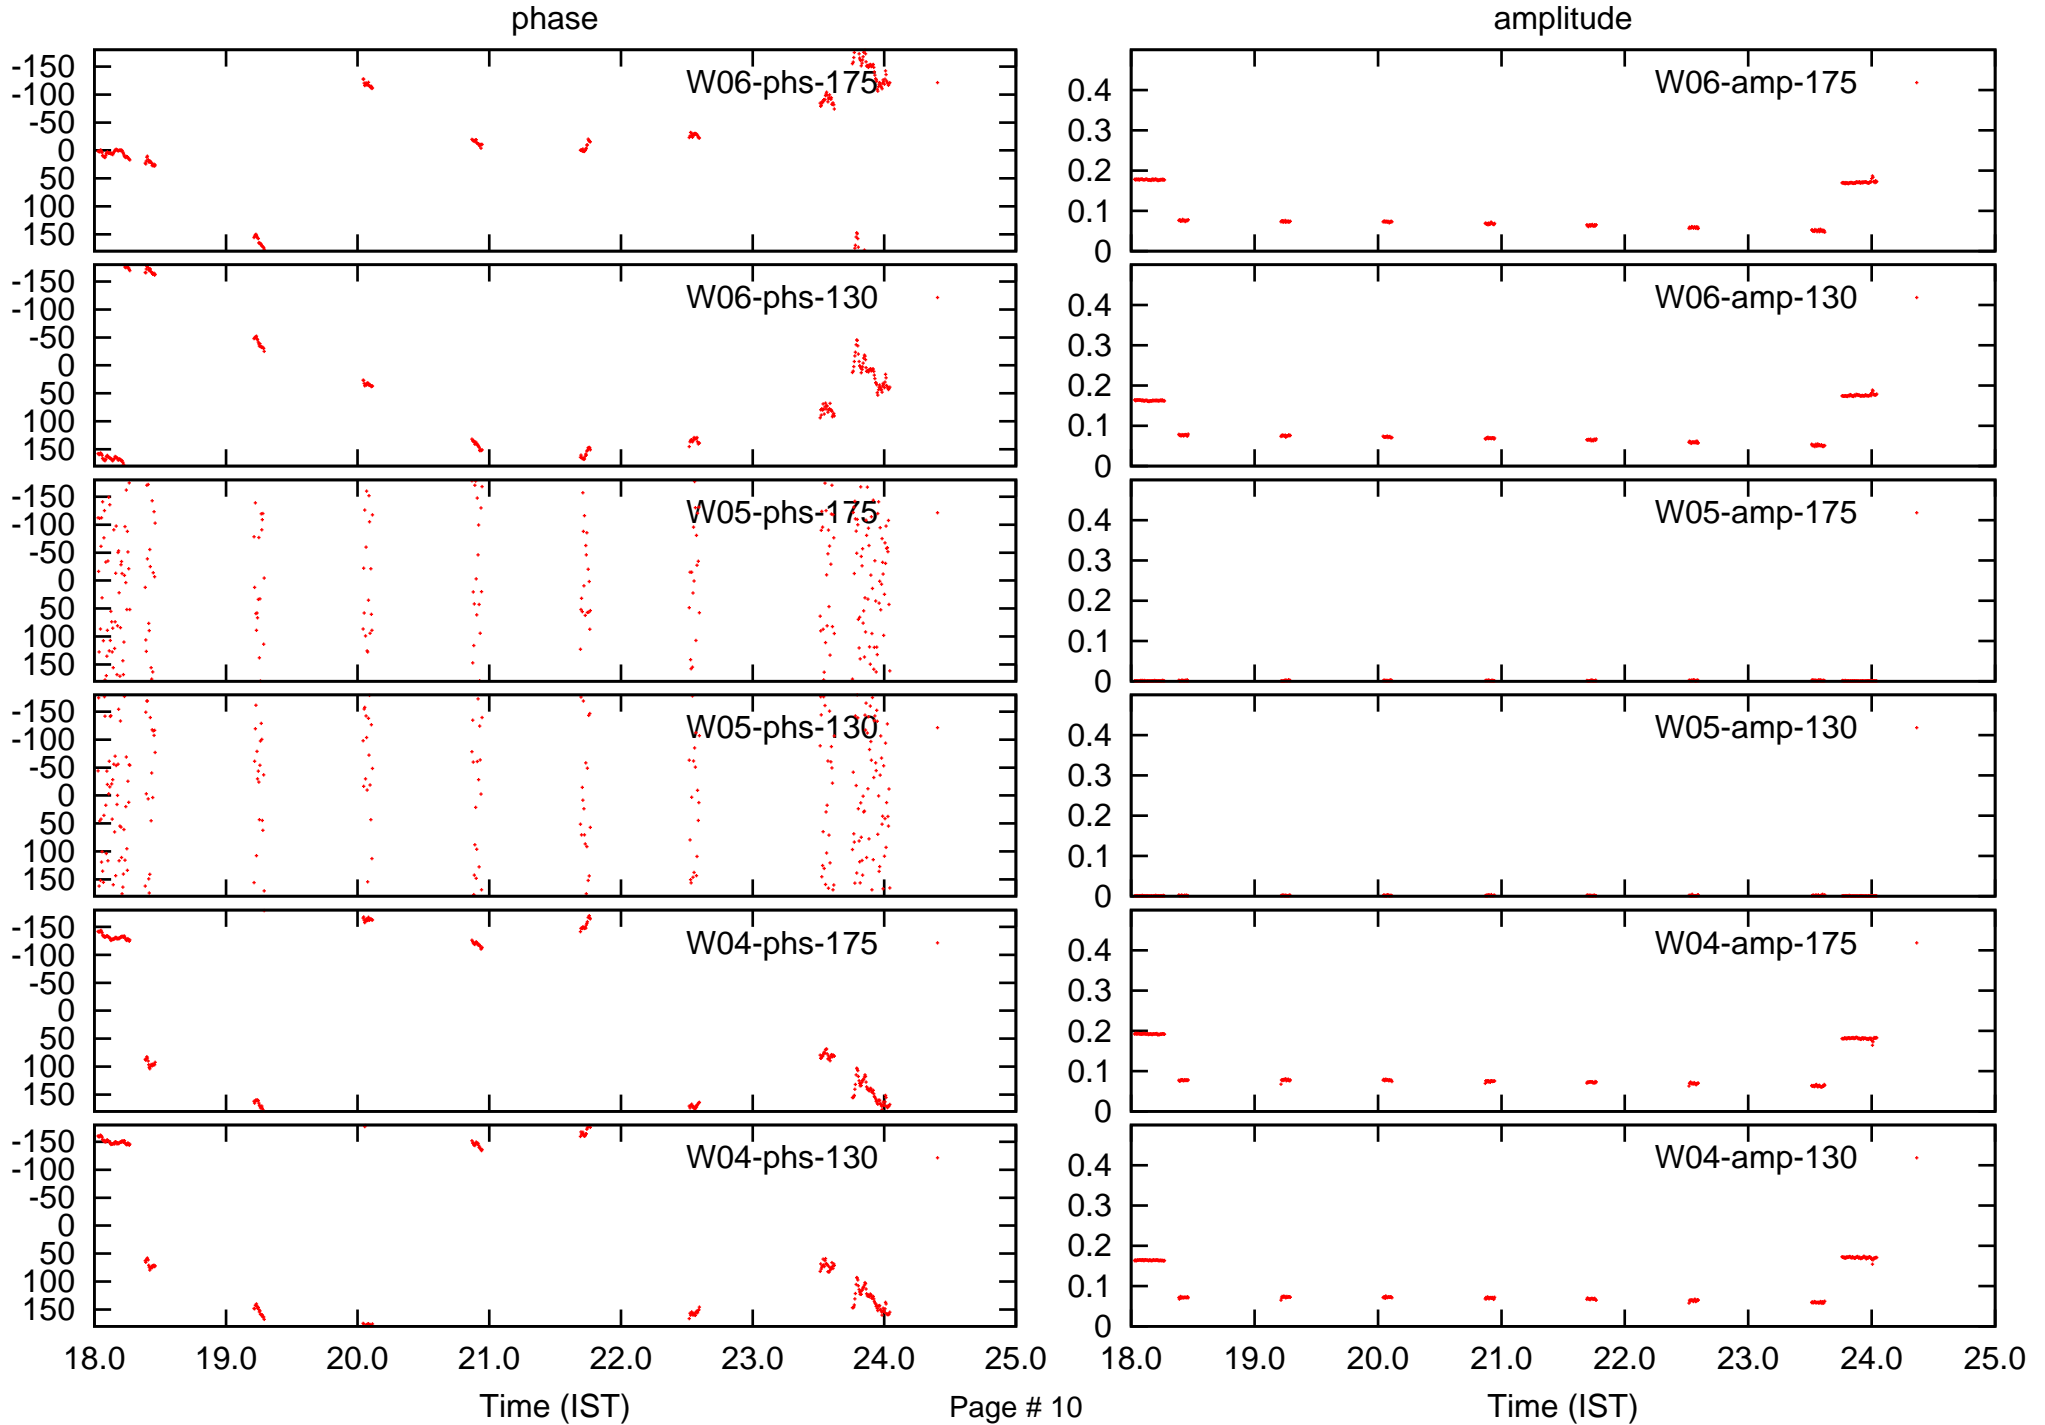 phase amplitude
-150 -100 -50 0 50 100 150 W06-phs-175 0.4 0.3 0.2 0.1 0 W06-amp-175
-150 -100 -50 0 50 100 150 W06-phs-130 0.4 0.3 0.2 0.1 0 W06-amp-130
-150 -100 -50 0 50 100 150 W05-phs-175 0.4 0.3 0.2 0.1 0 W05-amp-175
-150 -100 -50 0 50 100 150 W05-phs-130 0.4 0.3 0.2 0.1 0 W05-amp-130
-150 -100 -50 0 50 100 150 W04-phs-175 0.4 0.3 0.2 0.1 0 W04-amp-175
-150 -100 -50 0 50 100 150 W04-phs-130 0.4 0.3 0.2 0.1 0 W04-amp-130
18.0 19.0 20.0 21.0 22.0 23.0 24.0 25.0 18.0 19.0 20.0 21.0 22.0 23.0 24.0 25.0
Time (IST) Page # 10 Time (IST)